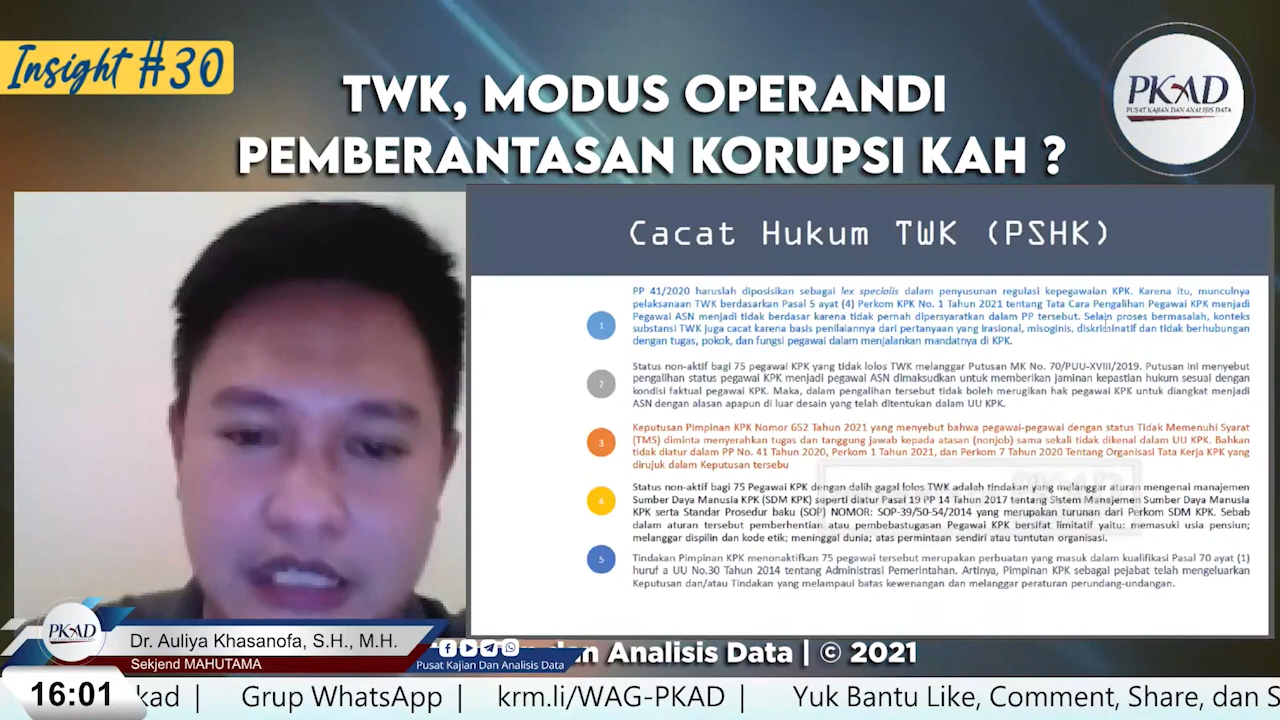 Insight #30
TWK, MODUS OPERANDI
PEMBERANTASAN KORUPSI KAH ?
PKAD
PUSAT KAJIAN DAN ANALISIS DATA
Cacat Hukum TWK (PSHK)
1
PP 41/2020 haruslah diposisikan sebagai lex specialis dalam penyusunan regulasi kepegawaian KPK. Karena itu, munculnya
pelaksanaan TWK berdasarkan Pasal 5 ayat (4) Perkom KPK No. 1 Tahun 2021 tentang Tata Cara Pengalihan Pegawai KPK menjadi
Pegawai ASN menjadi tidak berdasar karena tidak pernah dipersyaratkan dalam PP tersebut. Selain proses bermasalah, konteks
substansi TWK juga cacat karena basis penilaiannya dari pertanyaan yang irasional, misoginis, diskriminatif dan tidak berhubungan
dengan tugas, pokok, dan fungsi pegawai dalam menjalankan mandatnya di KPK.
2
Status non-aktif bagi 75 pegawai KPK yang tidak lolos TWK melanggar Putusan MK No. 70/PUU-XVIII/2019. Putusan ini menyebut
pengalihan status pegawai KPK menjadi pegawai ASN dimaksudkan untuk memberikan jaminan kepastian hukum sesuai dengan
kondisi faktual pegawai KPK. Maka, dalam pengalihan tersebut tidak boleh merugikan hak pegawai KPK untuk diangkat menjadi
ASN dengan alasan apapun di luar desain yang telah ditentukan dalam UU KPK.
3
Keputusan Pimpinan KPK Nomor 652 Tahun 2021 yang menyebut bahwa pegawai-pegawai dengan status Tidak Memenuhi Syarat
(TMS) diminta menyerahkan tugas dan tanggung jawab kepada atasan (nonjob) sama sekali tidak dikenal dalam UU KPK. Bahkan
tidak diatur dalam PP No. 41 Tahun 2020, Perkom 1 Tahun 2021, dan Perkom 7 Tahun 2020 Tentang Organisasi Tata Kerja KPK yang
dirujuk dalam Keputusan tersebu
4
Status non-aktif bagi 75 Pegawai KPK dengan dalih gagal lolos TWK adalah tindakan yang melanggar aturan mengenai manajemen
Sumber Daya Manusia KPK (SDM KPK) seperti diatur Pasal 19 PP 14 Tahun 2017 tentang Sistem Manajemen Sumber Daya Manusia
KPK serta Standar Prosedur baku (SOP) NOMOR: SOP-39/50-54/2014 yang merupakan turunan dari Perkom SDM KPK. Sebab
dalam aturan tersebut pemberhentian atau pembebastugasan Pegawai KPK bersifat limitatif yaitu: memasuki usia pensiun;
melanggar displin dan kode etik; meninggal dunia; atas permintaan sendiri atau tuntutan organisasi.
5
Tindakan Pimpinan KPK menonaktifkan 75 pegawai tersebut merupakan perbuatan yang masuk dalam kualifikasi Pasal 70 ayat (1)
huruf a UU No.30 Tahun 2014 tentang Administrasi Pemerintahan. Artinya, Pimpinan KPK sebagai pejabat telah mengeluarkan
Keputusan dan/atau Tindakan yang melampaui batas kewenangan dan melanggar peraturan perundang-undangan.
PKAD
Dr. Auliya Khasanofa, S.H., M.H.
Sekjend MAHUTAMA
Pusat Kajian Dan Analisis Data
n Analisis Data | © 2021
16:01
kad | Grup WhatsApp | krm.li/WAG-PKAD | Yuk Bantu Like, Comment, Share, dan S